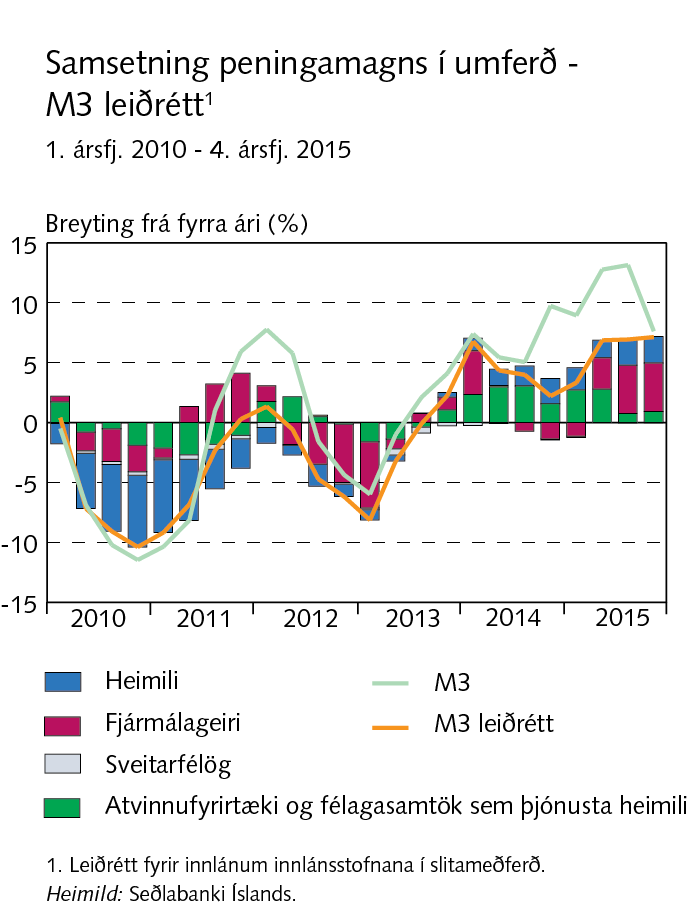 Samsetning peningamagns í umferð -
M3 leiðrétt¹
1. ársfj. 2010 - 4. ársfj. 2015
Breyting frá fyrra ári (%)
15
10
5
0
-5
-10
-15
2010 2011 2012 2013 2014 2015
Heimili
M3
Fjármálageiri
M3 leiðrétt
Sveitarfélög
Atvinnufyrirtæki og félagasamtök sem þjónusta heimili
1. Leiðrétt fyrir innlánum innlánsstofnana í slitameðferð.
Heimild: Seðlabanki Íslands.